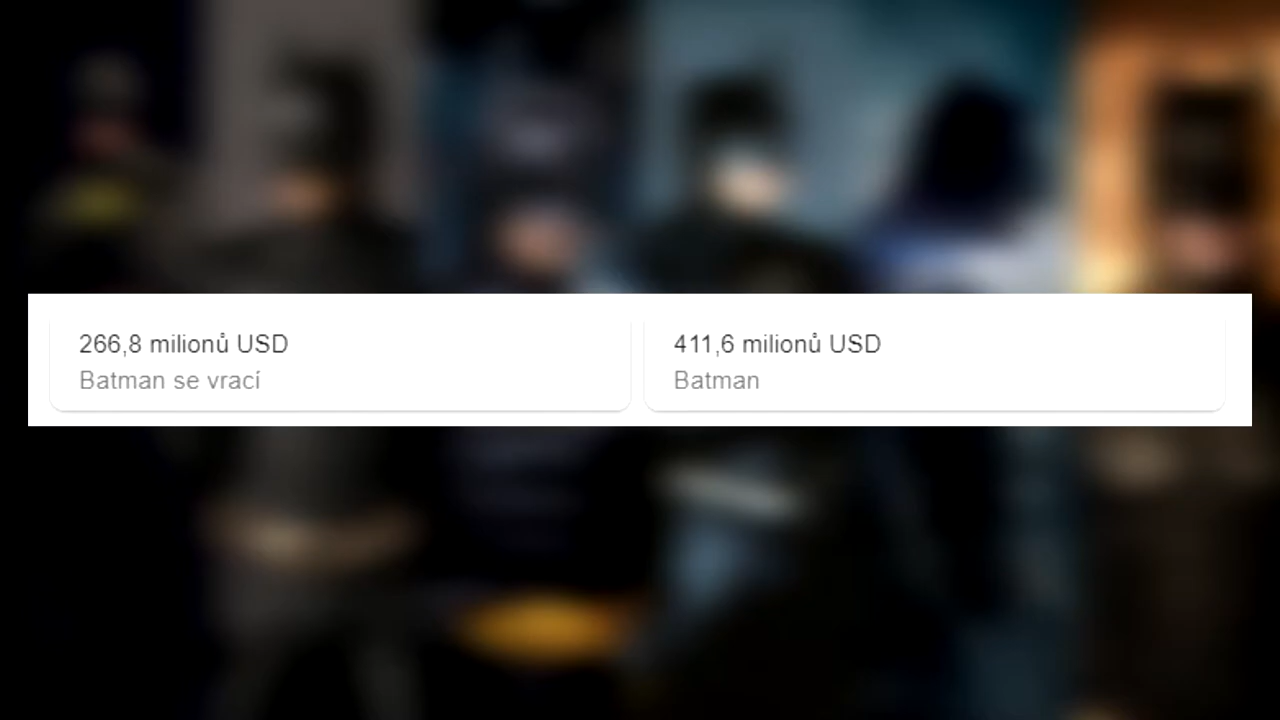 266,8 milionů USD
Batman se vrací
411,6 milionů USD
Batman